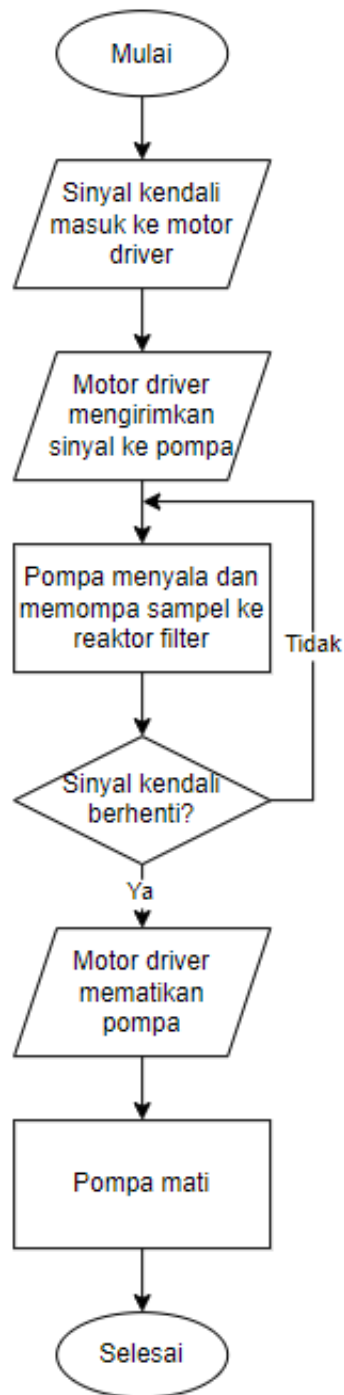 Mulai
Sinyal kendali
masuk ke motor
driver
Motor driver
mengirimkan
sinyal ke pompa
Pompa menyala dan
memompa sampel ke
reaktor filter
Tidak
Sinyal kendali
berhenti?
Ya
Motor driver
mematikan
pompa
Pompa mati
Selesai